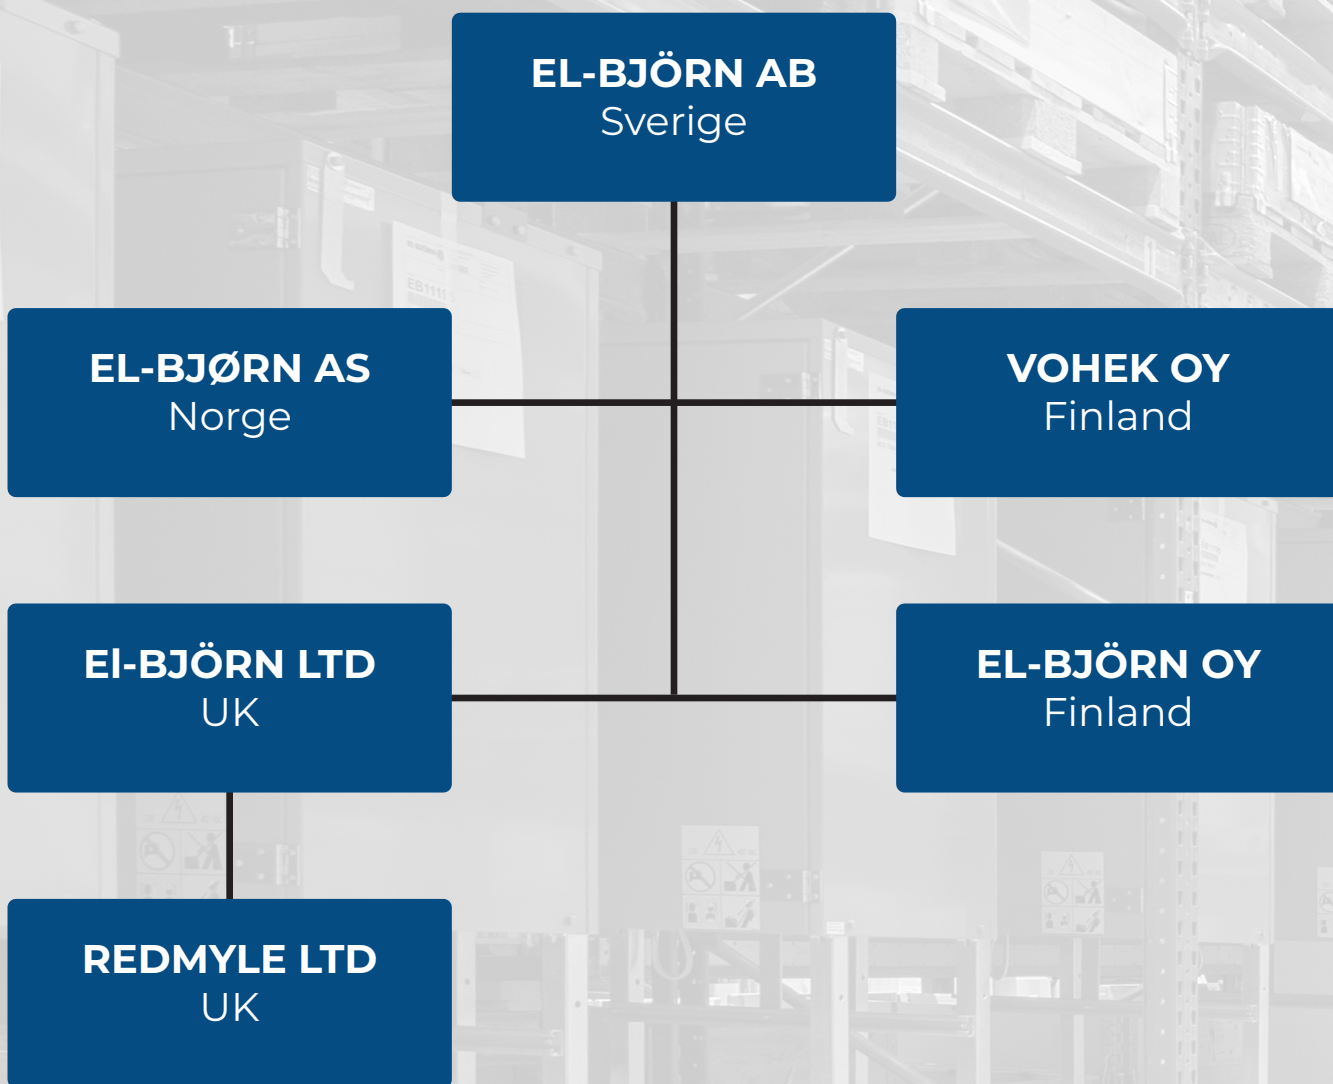 EL-BJÖRN AB
Sverige
EL-BJØRN AS
Norge
VOHEK OY
Finland
El-BJÖRN LTD
UK
EL-BJÖRN OY
Finland
REDMYLE LTD
UK